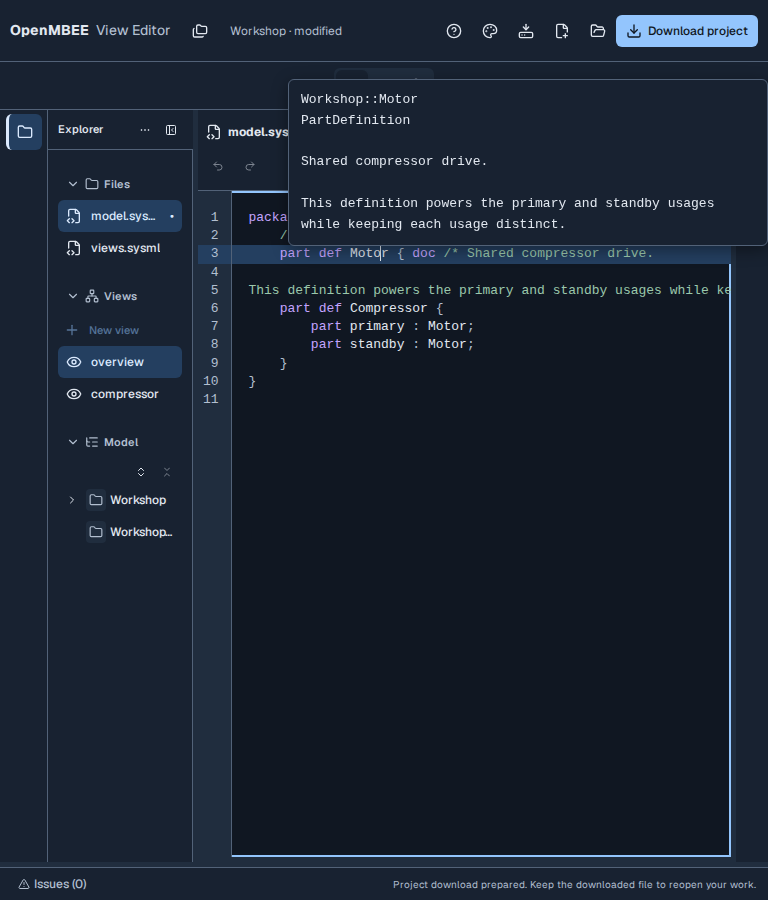 OpenMBEE View Editor Workshop · modified Download project
Workshop::Motor
PartDefinition
Shared compressor drive.
This definition powers the primary and standby usages
while keeping each usage distinct.
Explorer ...
Files
model.sys... •
views.sysml
Views
New view
overview
compressor
Model
Workshop
Workshop...
model.sys
1 packa
2 /
3 part def Motor { doc /* Shared compressor drive.
4
5 This definition powers the primary and standby usages while ke
6 part def Compressor {
7 part primary : Motor;
8 part standby : Motor;
9 }
10 }
11
Issues (0) Project download prepared. Keep the downloaded file to reopen your work.